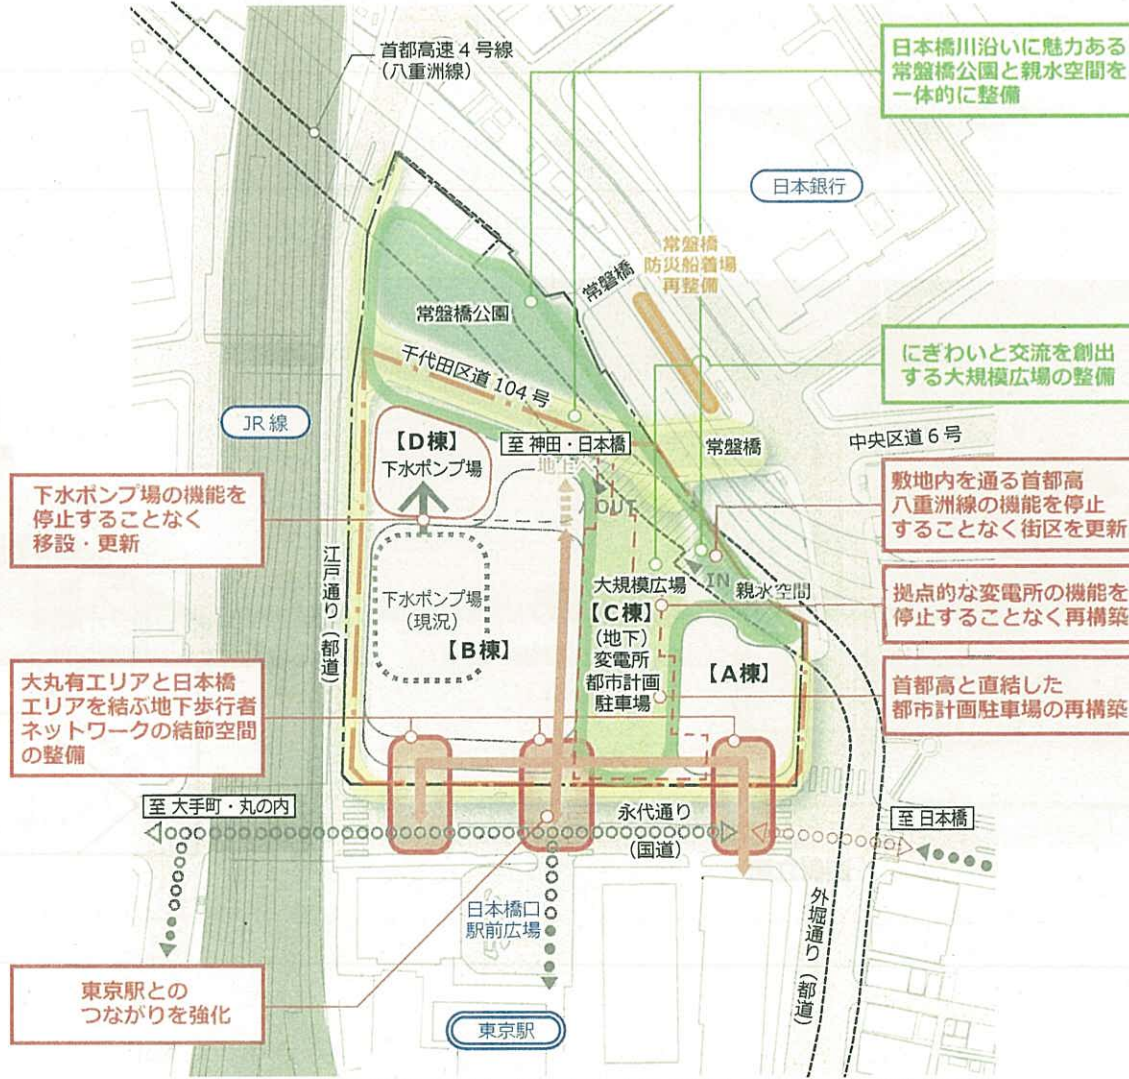 首都高速4号線
(八重洲線)
日本橋川沿いに魅力ある
常盤橋公園と親水空間を
一体的に整備
日本銀行
常盤橋
防災船着場
再整備
常磐橋
常盤橋公園
千代田区道104号
にぎわいと交流を創出
する大規模広場の整備
JR線
【D棟】
下水ポンプ場
至 神田・日本橋
地上へ
常盤橋
中央区道6号
下水ポンプ場の機能を
停止することなく
移設・更新
敷地内を通る首都高
八重洲線の機能を停止
することなく街区を更新
OUT
IN
江戸通り(都道)
下水ポンプ場
(現況)
【B棟】
大規模広場
親水空間
【C棟】
(地下)
変電所
都市計画
駐車場
【A棟】
拠点的な変電所の機能を
停止することなく再構築
首都高と直結した
都市計画駐車場の再構築
大丸有エリアと日本橋
エリアを結ぶ地下歩行者
ネットワークの結節空間
の整備
至 大手町・丸の内
永代通り
(国道)
至 日本橋
日本橋口
駅前広場
外堀通り(都道)
東京駅との
つながりを強化
東京駅